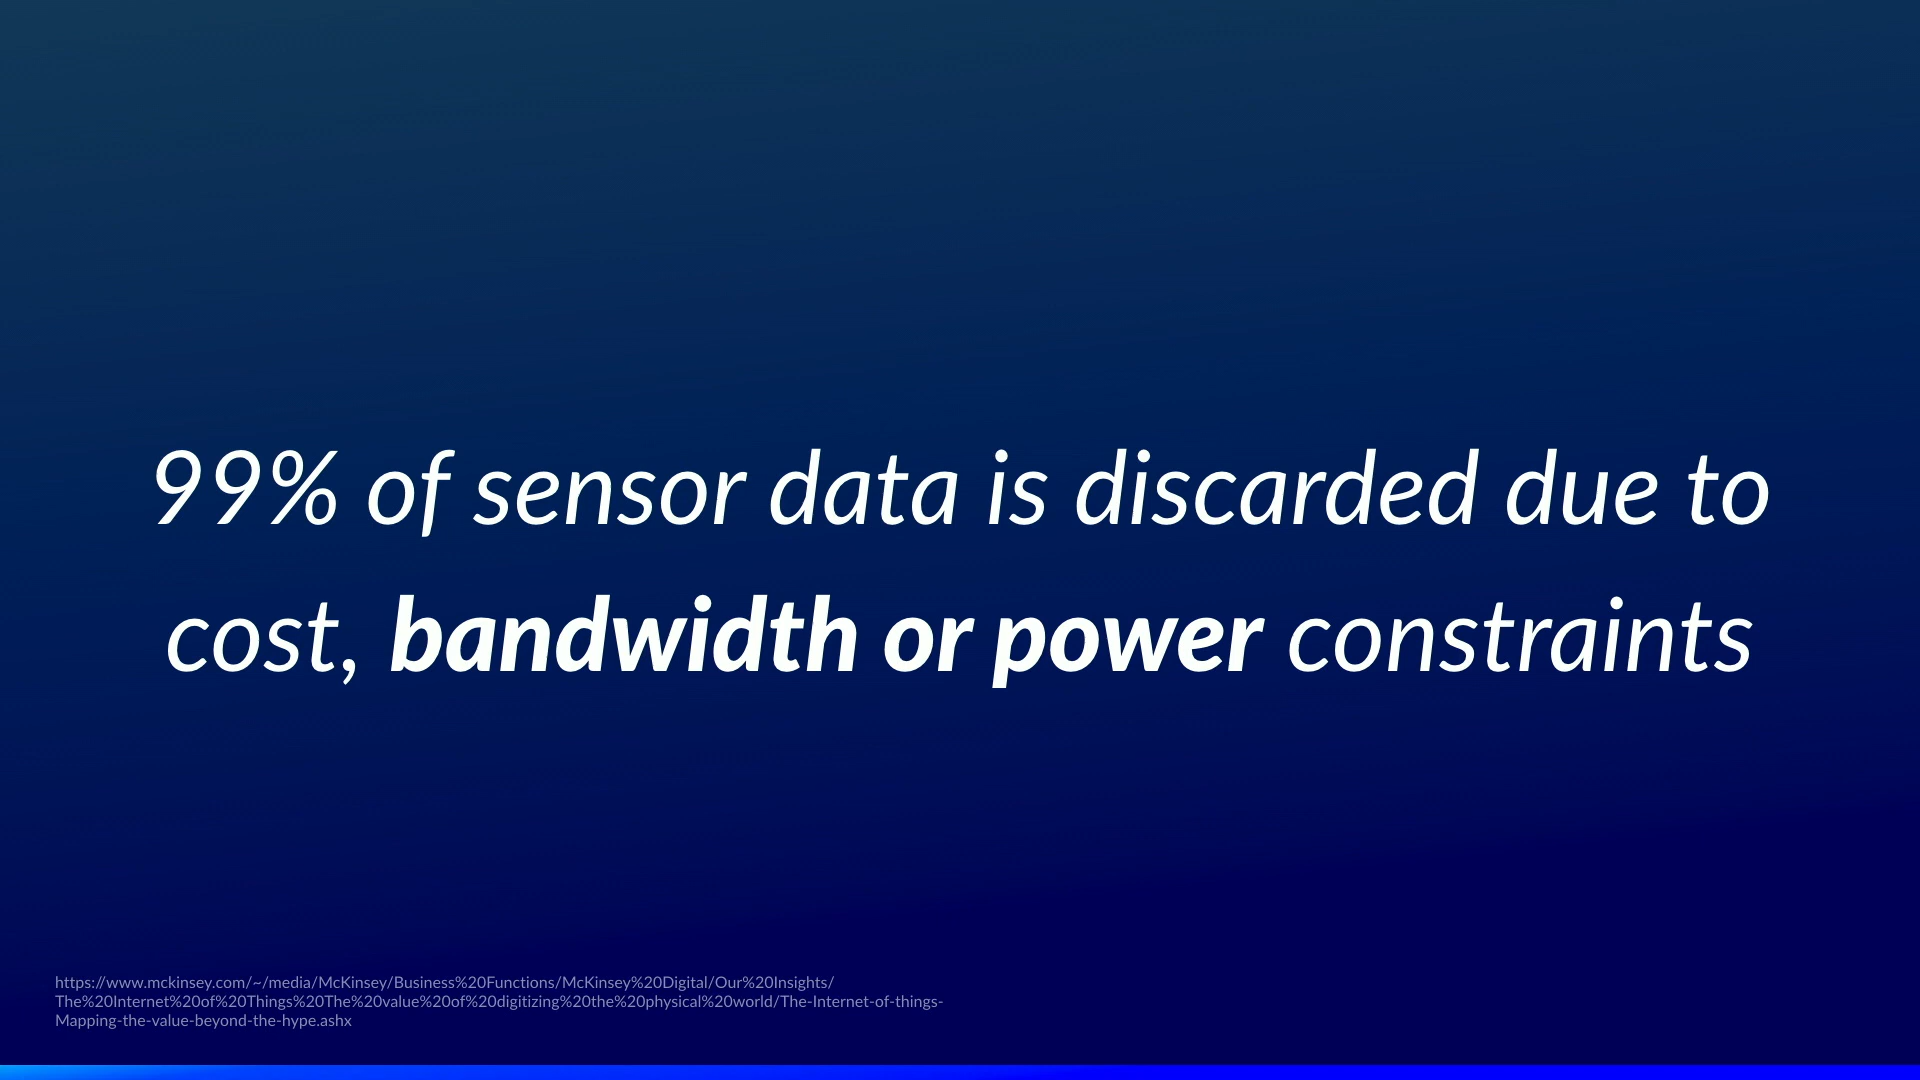 99% of sensor data is discarded due to
cost, bandwidth or power constraints
https://www.mckinsey.com/~/media/McKinsey/Business%20Functions/McKinsey%20Digital/Our%20Insights/
The%20Internet%20of%20Things%20The%20value%20of%20digitizing%20the%20physical%20world/The-Internet-of-things-
Mapping-the-value-beyond-the-hype.ashx